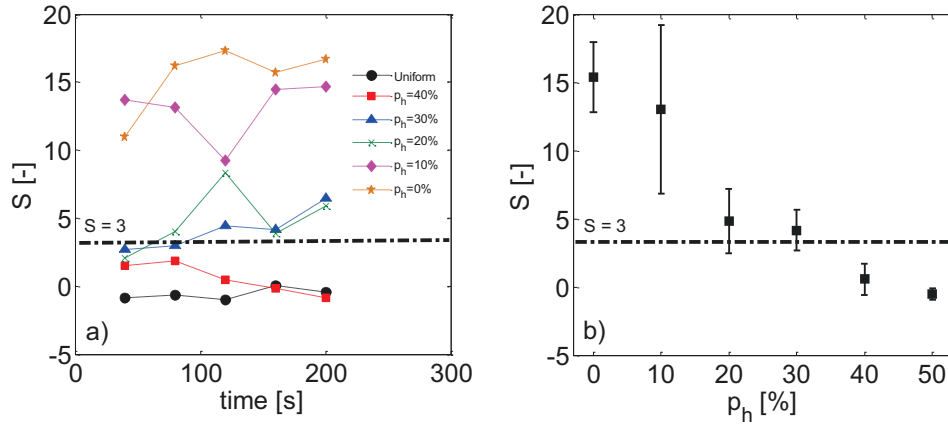 20
15
10
5
0
-5
S [-]
S = 3
a)
Uniform
p_h=40%
p_h=30%
p_h=20%
p_h=10%
p_h=0%
0 100 200 300
time [s]
20
15
10
5
0
-5
S [-]
S = 3
b)
0 10 20 30 40 50
p_h [%]